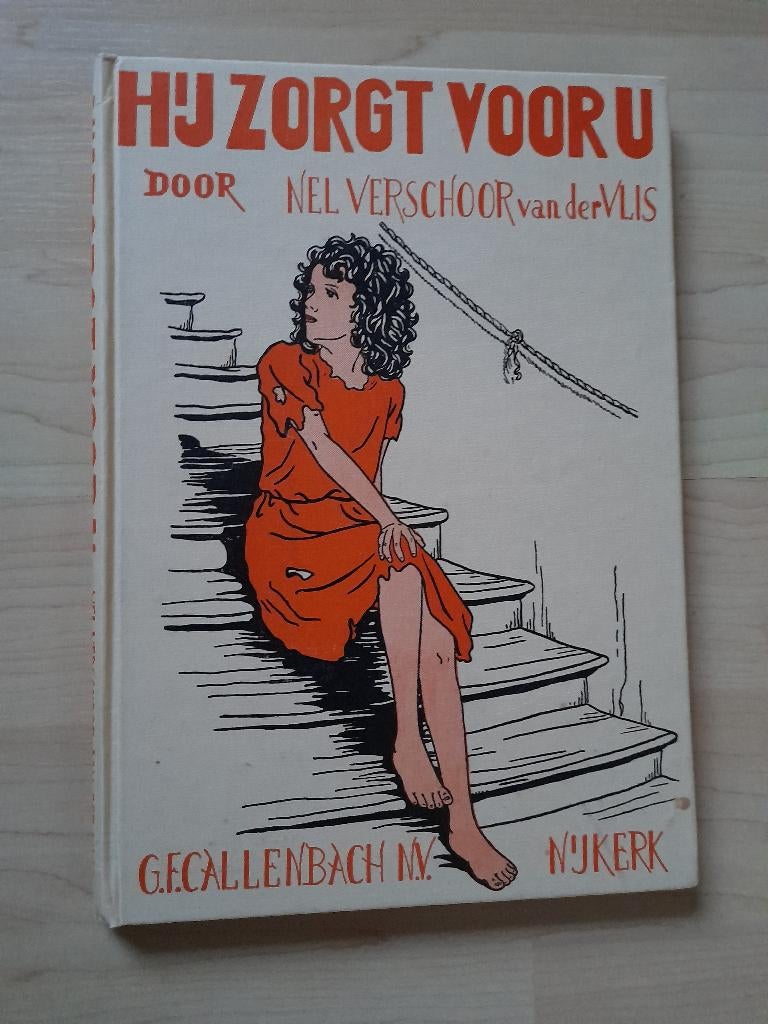 HIJ ZORGT VOOR U
DOOR NEL VERSCHOOR van der VLIS
G.F. CALLENBACH N.V. NIJKERK